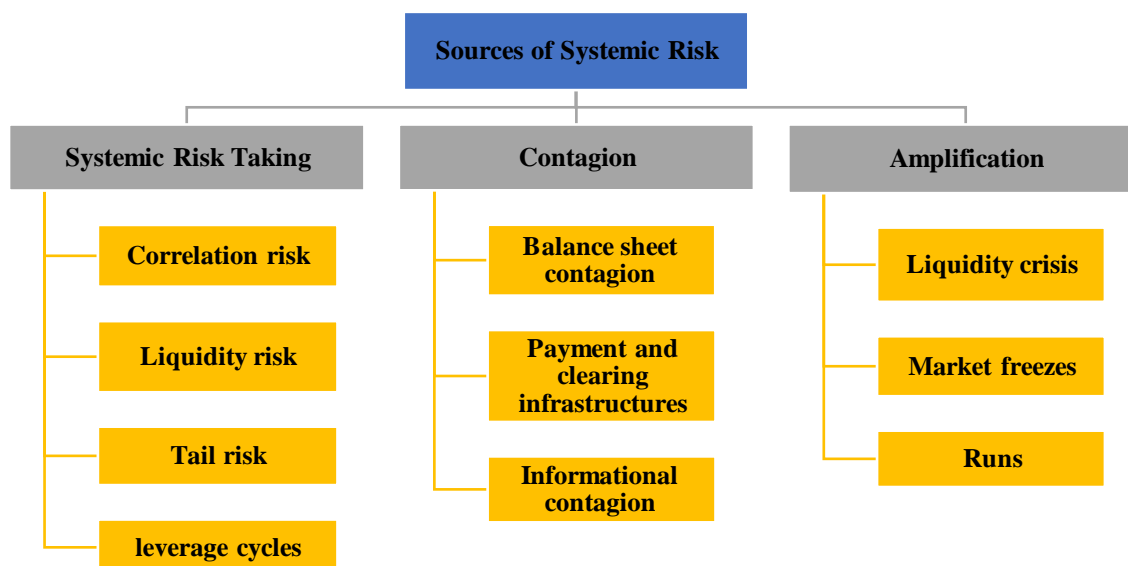 Sources of Systemic Risk
Systemic Risk Taking
Correlation risk
Liquidity risk
Tail risk
leverage cycles
Contagion
Balance sheet
contagion
Payment and
clearing
infrastructures
Informational
contagion
Amplification
Liquidity crisis
Market freezes
Runs